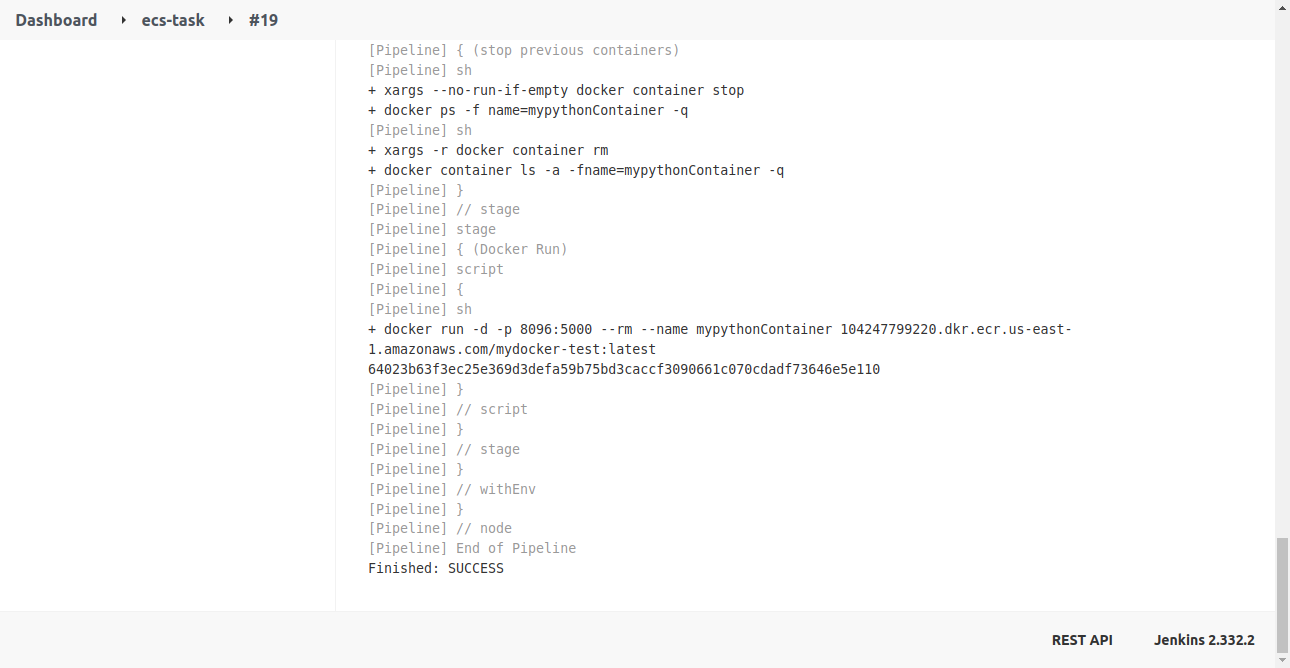 Dashboard ▸ ecs-task ▸ #19
[Pipeline] { (stop previous containers)
[Pipeline] sh
+ xargs --no-run-if-empty docker container stop
+ docker ps -f name=mypythonContainer -q
[Pipeline] sh
+ xargs -r docker container rm
+ docker container ls -a -fname=mypythonContainer -q
[Pipeline] }
[Pipeline] // stage
[Pipeline] stage
[Pipeline] { (Docker Run)
[Pipeline] script
[Pipeline] {
[Pipeline] sh
+ docker run -d -p 8096:5000 --rm --name mypythonContainer 104247799220.dkr.ecr.us-east-
1.amazonaws.com/mydocker-test:latest
64023b63f3ec25e369d3defa59b75bd3caccf3090661c070cdadf73646e5e110
[Pipeline] }
[Pipeline] // script
[Pipeline] }
[Pipeline] // stage
[Pipeline] }
[Pipeline] // withEnv
[Pipeline] }
[Pipeline] // node
[Pipeline] End of Pipeline
Finished: SUCCESS
REST API Jenkins 2.332.2